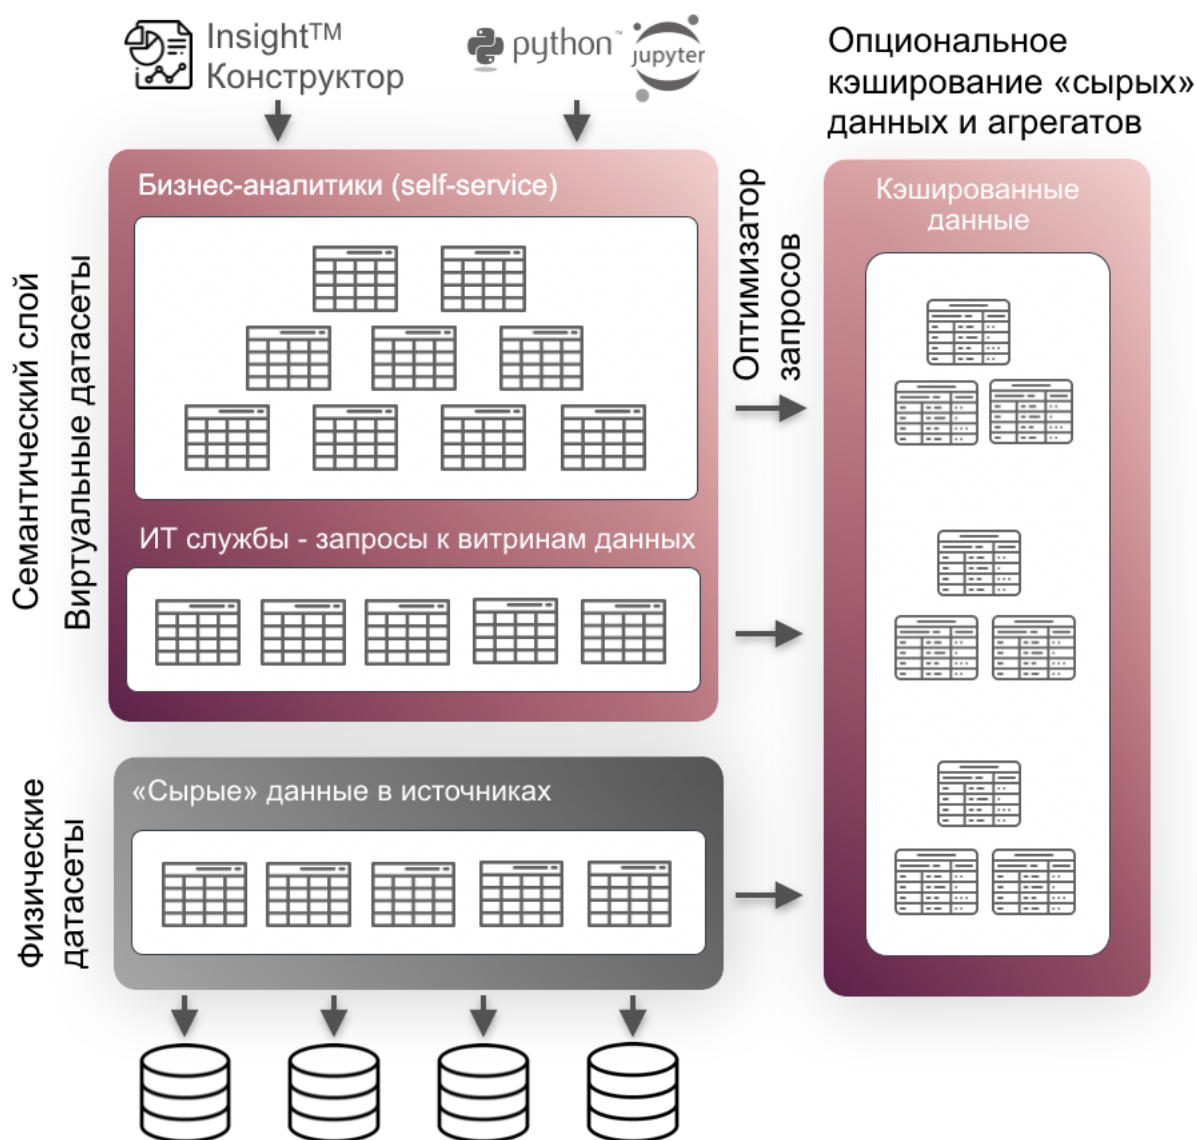 Insight™
Конструктор
python™
jupyter
Опциональное
кэширование «сырых»
данных и агрегатов
Бизнес-аналитики (self-service)
Кэшированные
данные
Оптимизатор
запросов
Семантический слой
Виртуальные датасеты
ИТ службы - запросы к витринам данных
Физические
датасеты
«Сырые» данные в источниках